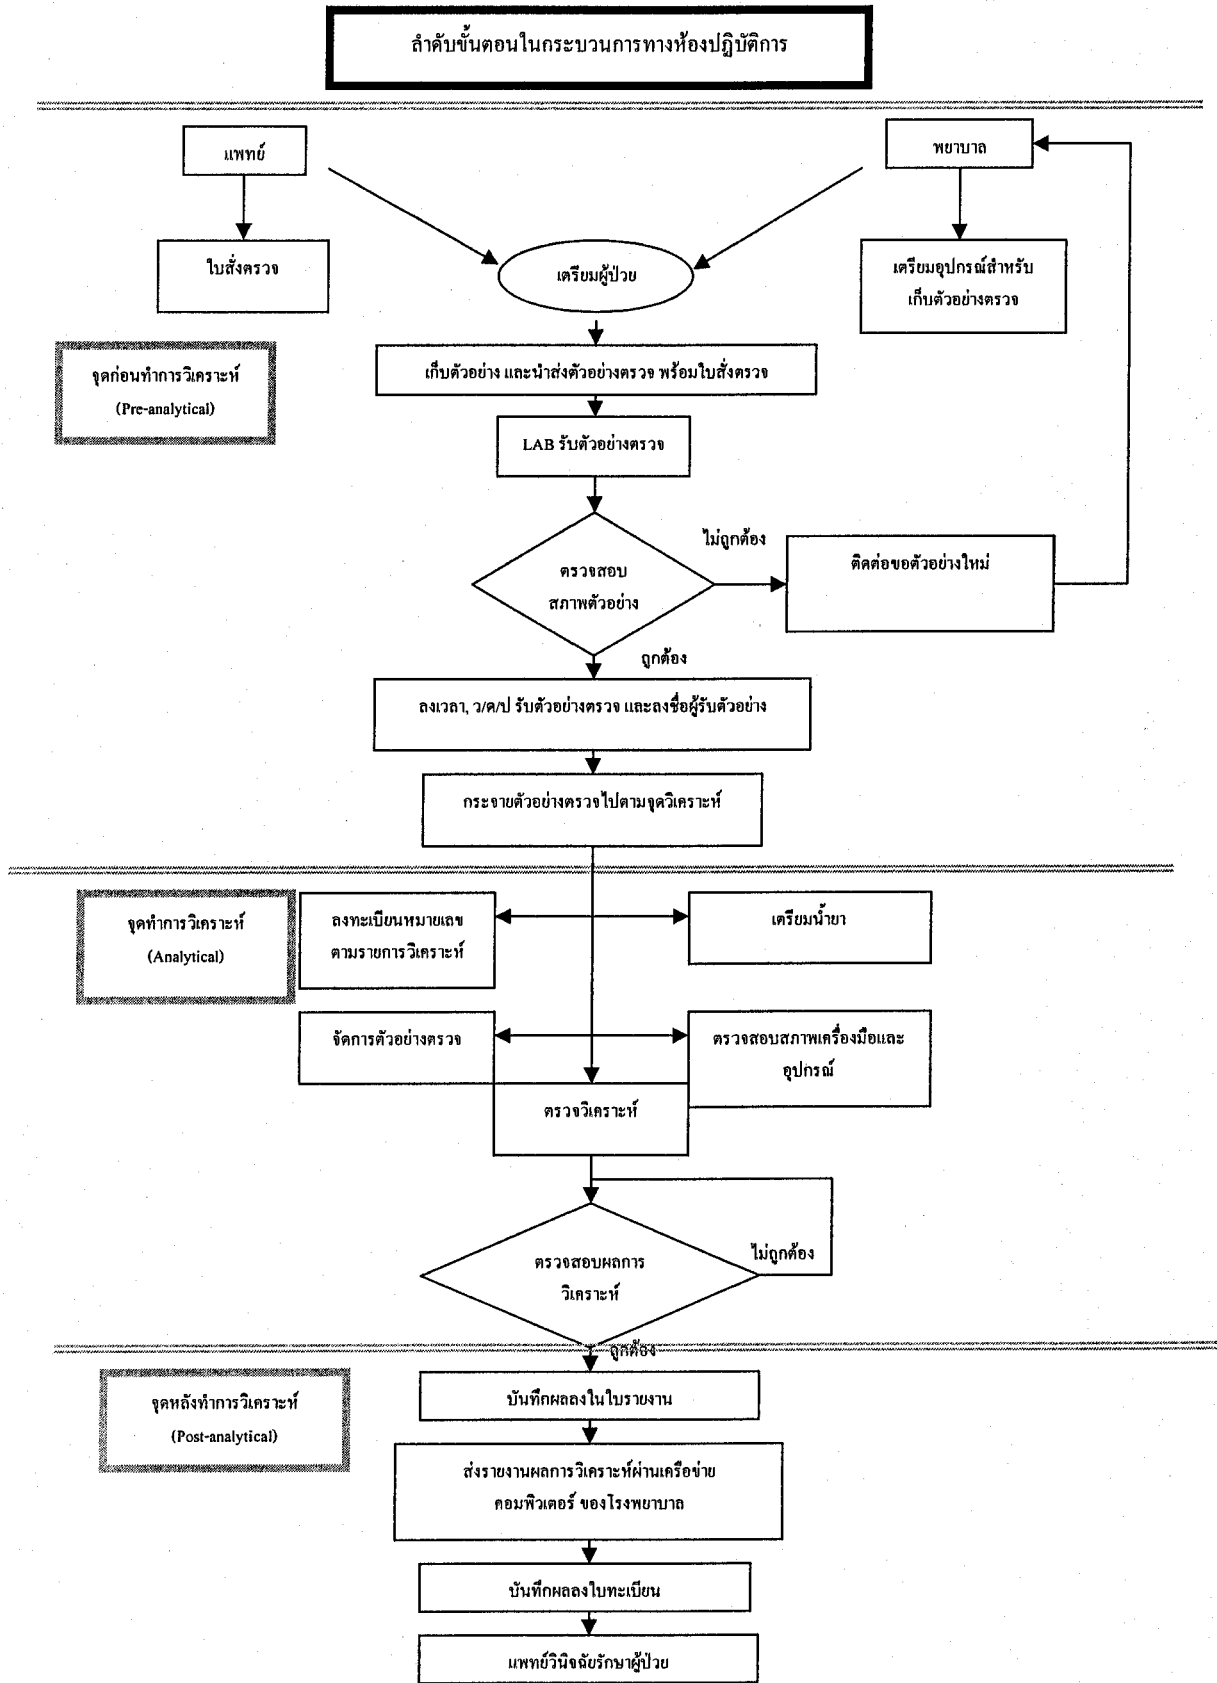 ลำดับขั้นตอนในกระบวนการทางห้องปฏิบัติการ
แพทย์
พยาบาล
ใบสั่งตรวจ
เตรียมผู้ป่วย
เตรียมอุปกรณ์สำหรับ
เก็บตัวอย่างตรวจ
จุดก่อนทำการวิเคราะห์
(Pre-analytical)
เก็บตัวอย่าง และนำส่งตัวอย่างตรวจ พร้อมใบสั่งตรวจ
LAB รับตัวอย่างตรวจ
ตรวจสอบ
สภาพตัวอย่าง
ไม่ถูกต้อง
ติดต่อขอตัวอย่างใหม่
ถูกต้อง
ลงเวลา, ว/ด/ป รับตัวอย่างตรวจ และลงชื่อผู้รับตัวอย่าง
กระจายตัวอย่างตรวจไปตามจุดวิเคราะห์
จุดทำการวิเคราะห์
(Analytical)
ลงทะเบียนหมายเลข
ตามรายการวิเคราะห์
เตรียมน้ำยา
จัดการตัวอย่างตรวจ
ตรวจสอบสภาพเครื่องมือและ
อุปกรณ์
ตรวจวิเคราะห์
ตรวจสอบผลการ
วิเคราะห์
ไม่ถูกต้อง
ถูกต้อง
จุดหลังทำการวิเคราะห์
(Post-analytical)
บันทึกผลลงในใบรายงาน
ส่งรายงานผลการวิเคราะห์ผ่านเครือข่าย
คอมพิวเตอร์ ของโรงพยาบาล
บันทึกผลลงใบทะเบียน
แพทย์วินิจฉัยรักษาผู้ป่วย